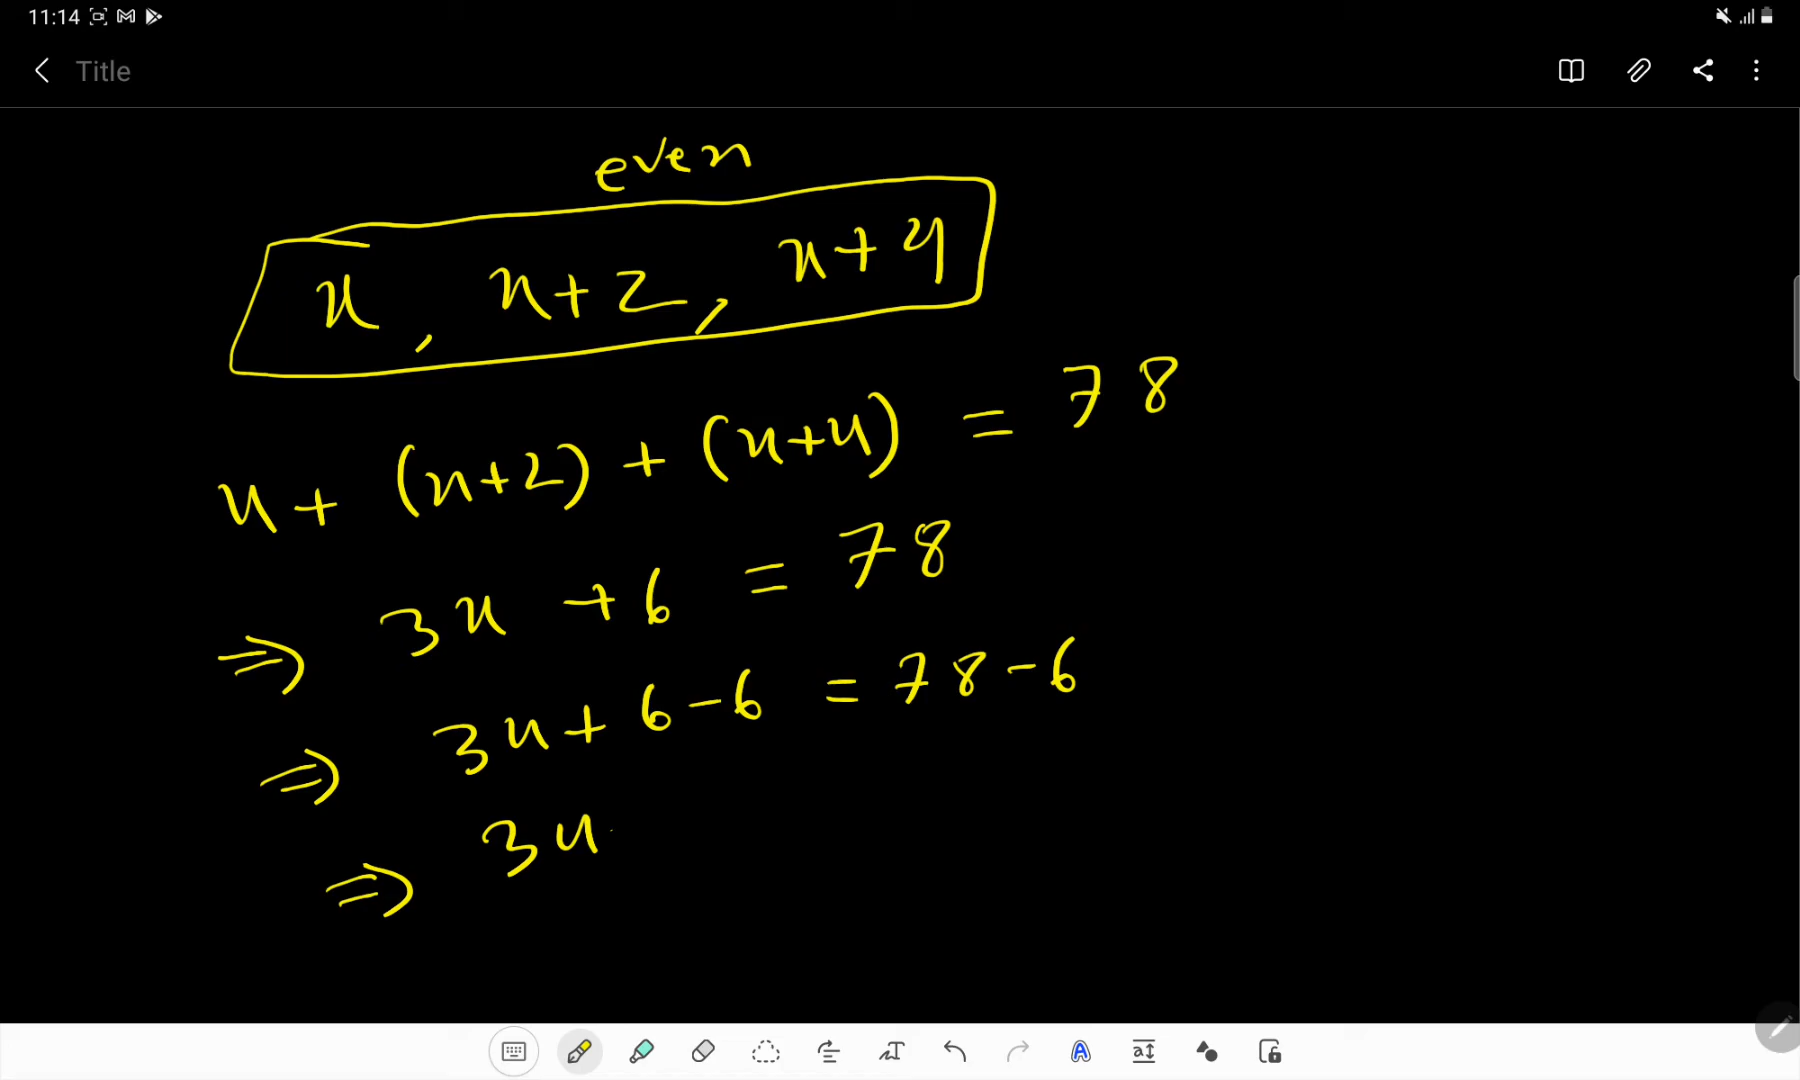 11:14
Title
even
x, x+2, x+4
x + (x+2) + (x+4) = 78
⇒ 3x + 6 = 78
⇒ 3x + 6 - 6 = 78 - 6
⇒ 3x